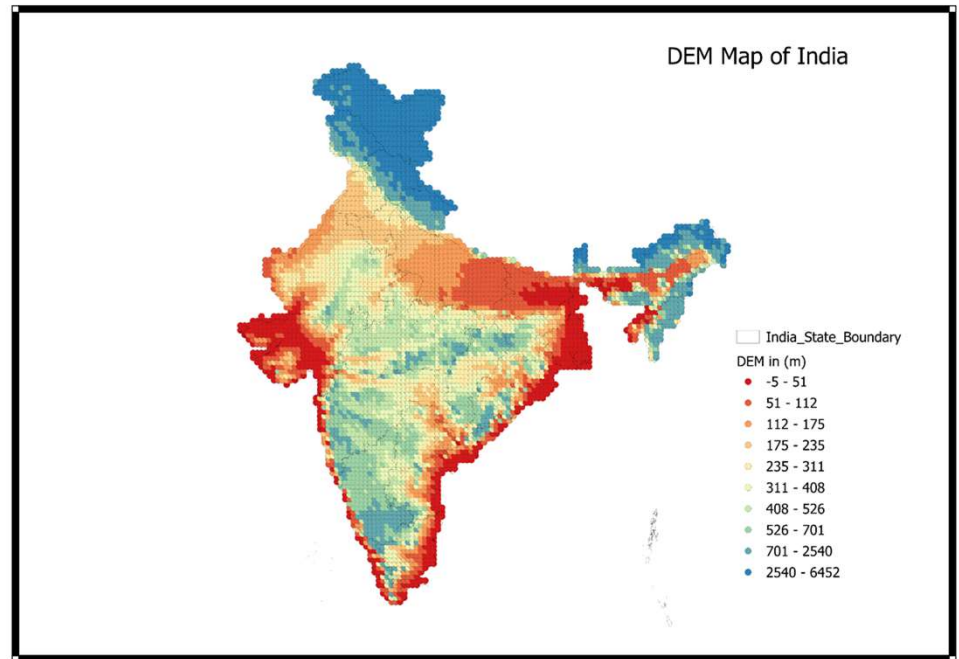 DEM Map of India
India_State_Boundary
DEM in (m)
-5 - 51
51 - 112
112 - 175
175 - 235
235 - 311
311 - 408
408 - 526
526 - 701
701 - 2540
2540 - 6452